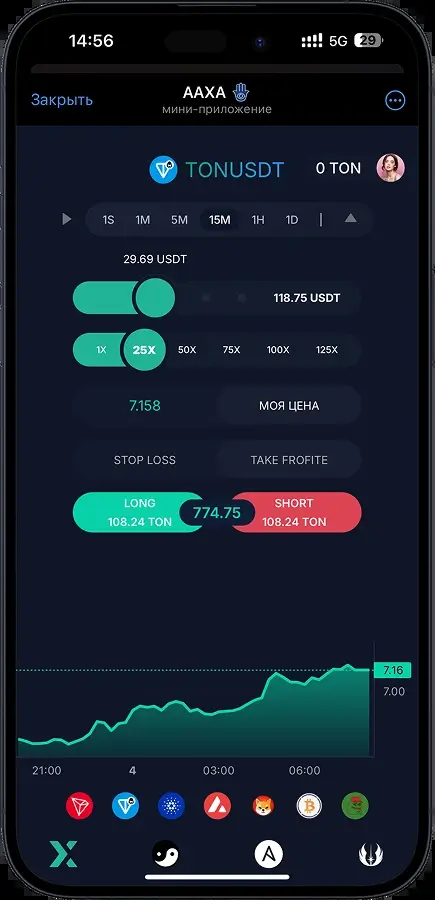 14:56
5G 29
Закрыть
AAXA
мини-приложение
TONUSDT 0 TON
1S 1M 5M 15M 1H 1D |
29.69 USDT
118.75 USDT
1X 25X 50X 75X 100X 125X
7.158 МОЯ ЦЕНА
STOP LOSS TAKE FROFITE
LONG
108.24 TON
774.75
SHORT
108.24 TON
7.16
7.00
21:00 4 03:00 06:00